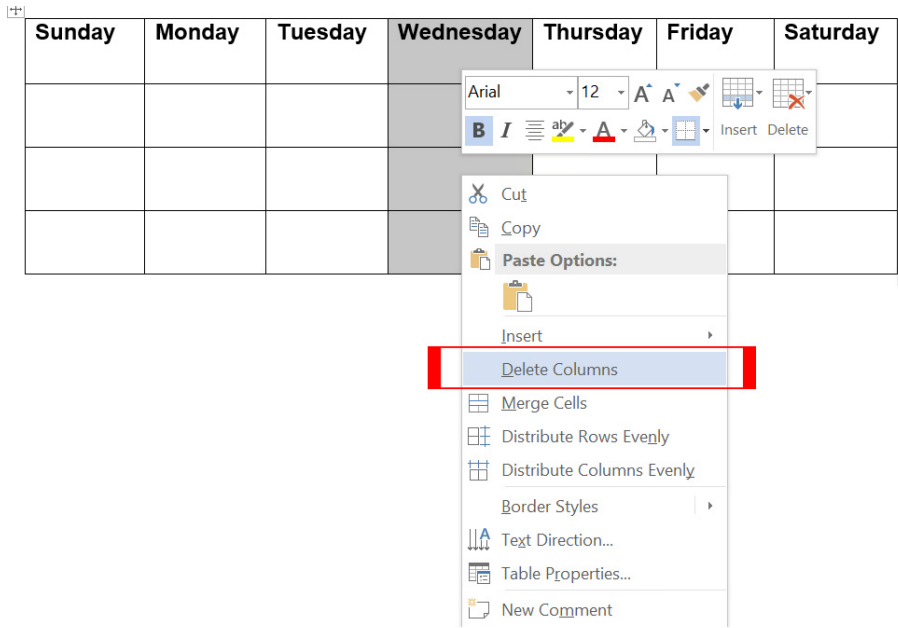 Sunday Monday Tuesday Wednesday Thursday Friday Saturday
Arial 12 A A
B I ab A Insert Delete
Cut
Copy
Paste Options:
Insert
Delete Columns
Merge Cells
Distribute Rows Evenly
Distribute Columns Evenly
Border Styles
Text Direction...
Table Properties...
New Comment